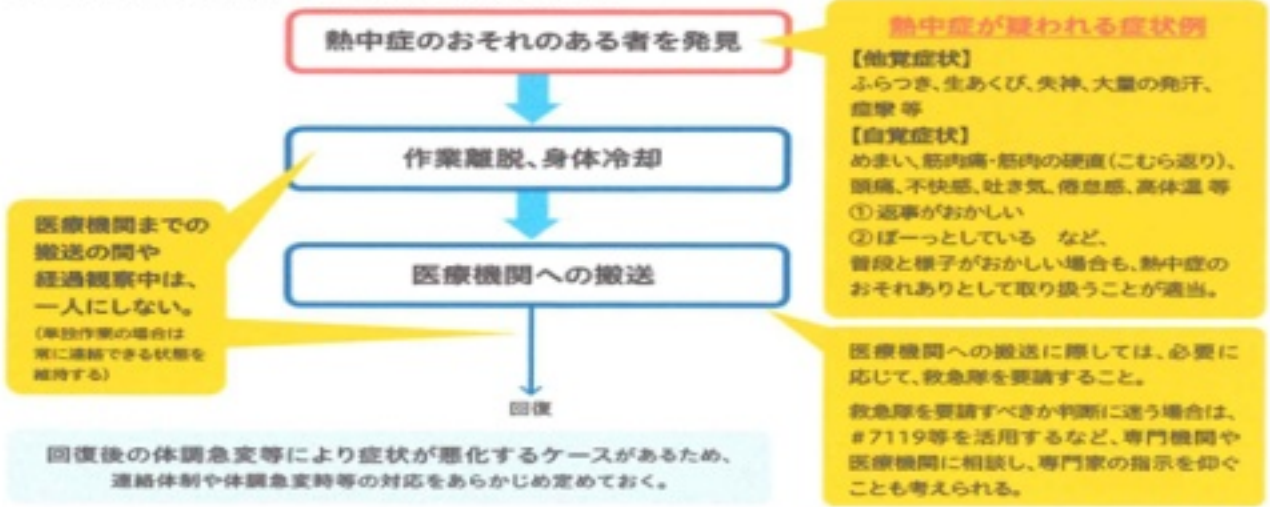 熱中症のおそれのある者を発見
作業離脱、身体冷却
医療機関への搬送
回復
医療機関までの
搬送の間や
経過観察中は、
一人にしない。
(単独作業の場合は
常に連絡できる状態を
維持する)
熱中症が疑われる症状例
【他覚症状】
ふらつき、生あくび、失神、大量の発汗、
痙攣 等
【自覚症状】
めまい、筋肉痛・筋肉の硬直(こむら返り)、
頭痛、不快感、吐き気、倦怠感、高体温 等
① 返事がおかしい
② ぼーっとしている など、
普段と様子がおかしい場合も、熱中症の
おそれありとして取り扱うことが適当。
医療機関への搬送に際しては、必要に
応じて、救急隊を要請すること。
救急隊を要請すべきか判断に迷う場合は、
#7119等を活用するなど、専門機関や
医療機関に相談し、専門家の指示を仰ぐ
ことも考えられる。
回復後の体調急変等により症状が悪化するケースがあるため、
連絡体制や体調急変時等の対応をあらかじめ定めておく。